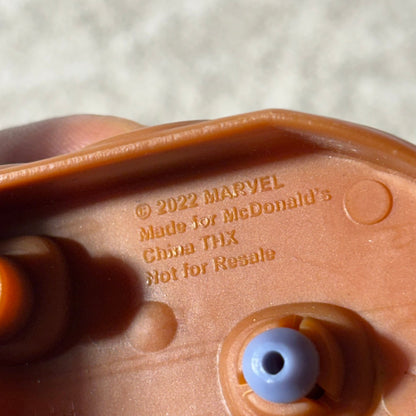 © 2022 MARVEL
Made for McDonald's
China THX
Not for Resale